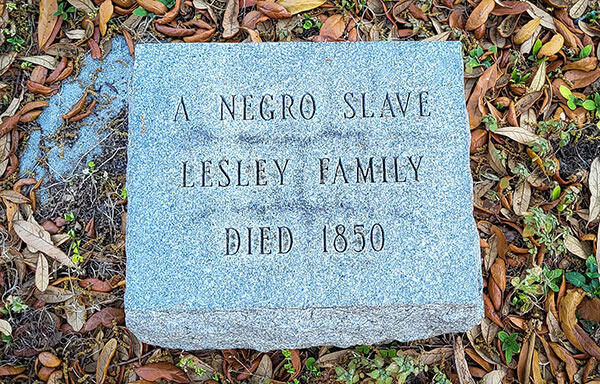 A NEGRO SLAVE
LESLEY FAMILY
DIED 1850